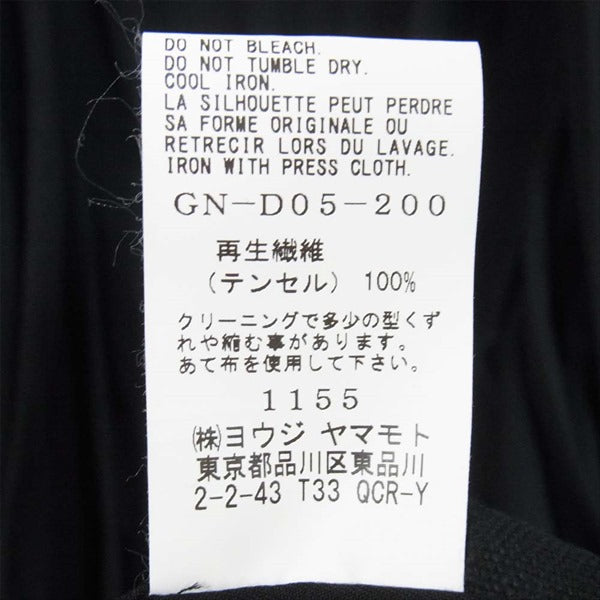 DO NOT BLEACH.
DO NOT TUMBLE DRY.
COOL IRON.
LA SILHOUETTE PEUT PERDRE
SA FORME ORIGINALE OU
RETRECIR LORS DU LAVAGE.
IRON WITH PRESS CLOTH.
GN-D05-200
再生繊維
(テンセル) 100%
クリーニングで多少の型くず
れや縮む事があります。
あて布を使用して下さい。
1155
㈱ヨウジ ヤマモト
東京都品川区東品川
2-2-43 T33 QCR-Y